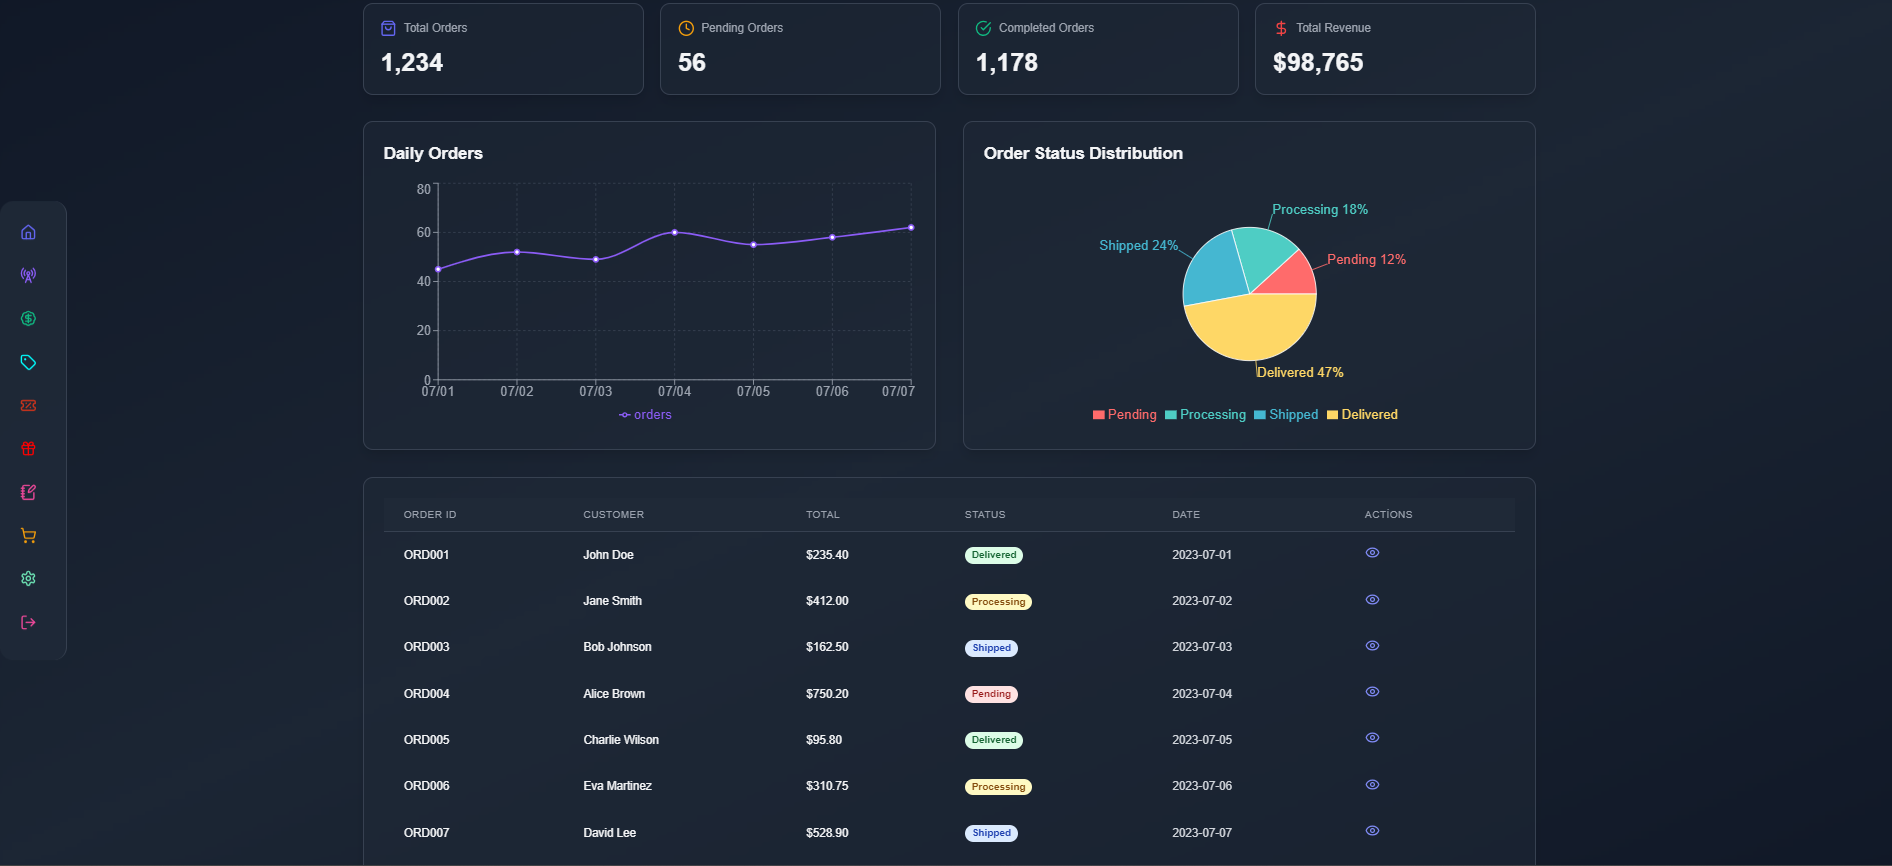 Total Orders
1,234
Pending Orders
56
Completed Orders
1,178
Total Revenue
$98,765
Daily Orders
80
60
40
20
0
07/01 07/02 07/03 07/04 07/05 07/06 07/07
orders
Order Status Distribution
Processing 18%
Shipped 24%
Pending 12%
Delivered 47%
Pending Processing Shipped Delivered
ORDER ID CUSTOMER TOTAL STATUS DATE ACTİONS
ORD001 John Doe $235.40 Delivered 2023-07-01
ORD002 Jane Smith $412.00 Processing 2023-07-02
ORD003 Bob Johnson $162.50 Shipped 2023-07-03
ORD004 Alice Brown $750.20 Pending 2023-07-04
ORD005 Charlie Wilson $95.80 Delivered 2023-07-05
ORD006 Eva Martinez $310.75 Processing 2023-07-06
ORD007 David Lee $528.90 Shipped 2023-07-07